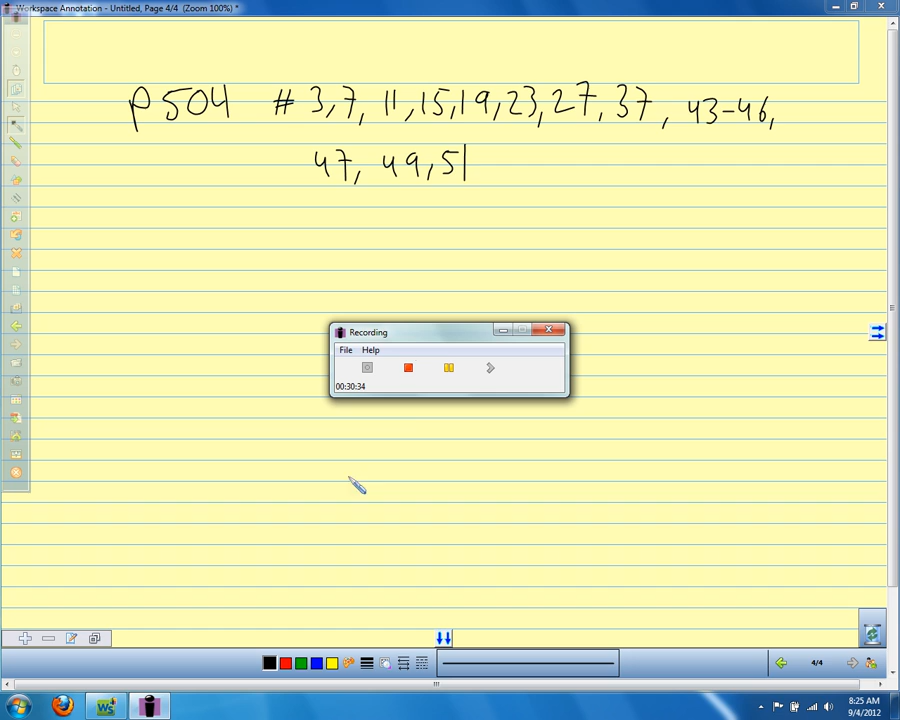 Workspace Annotation - Untitled, Page 4/4 (Zoom 100%) *
p504 # 3,7, 11,15,19,23,27,37, 43-46,
47, 49,51
Recording
File Help
00:30:34
4/4
8:25 AM
9/4/2012